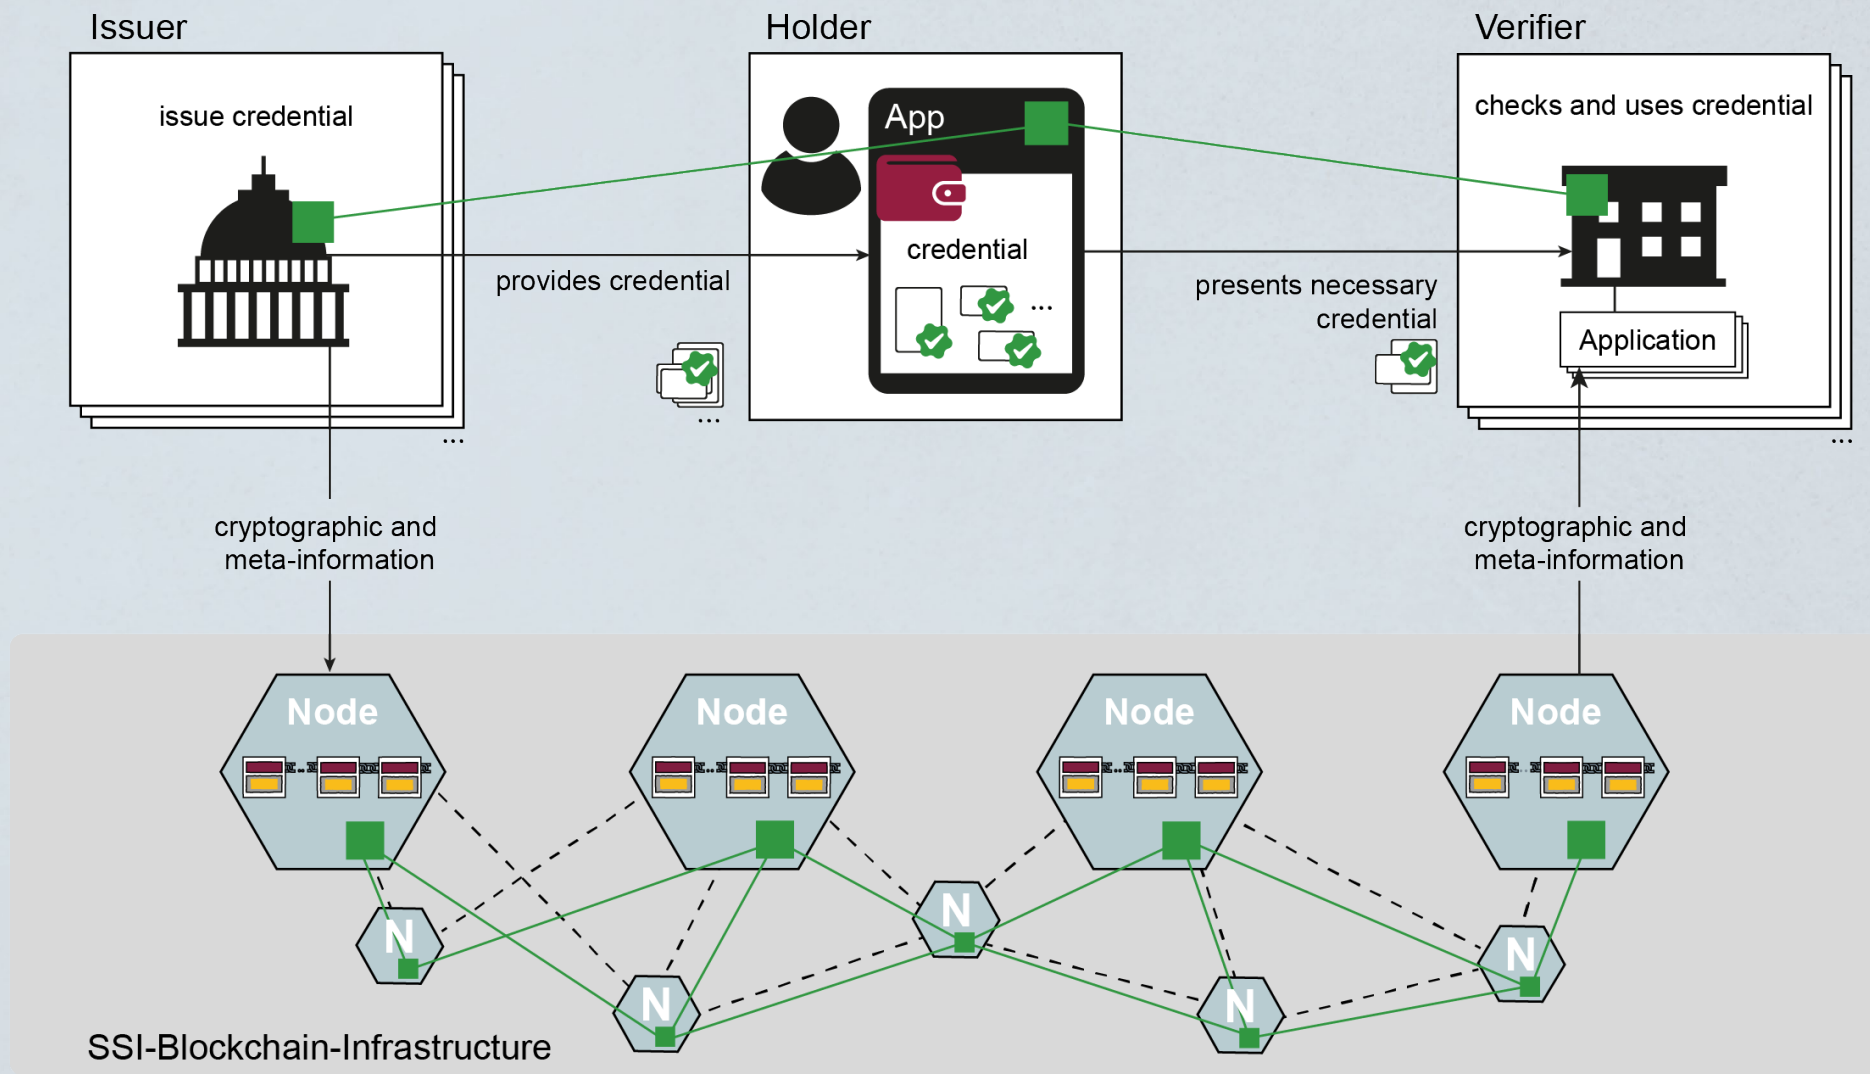 Issuer
Holder
Verifier
issue credential
App
checks and uses credential
credential
...
provides credential
...
presents necessary
credential
Application
...
...
cryptographic and
meta-information
cryptographic and
meta-information
Node
Node
Node
Node
N
N
N
N
N
SSI-Blockchain-Infrastructure